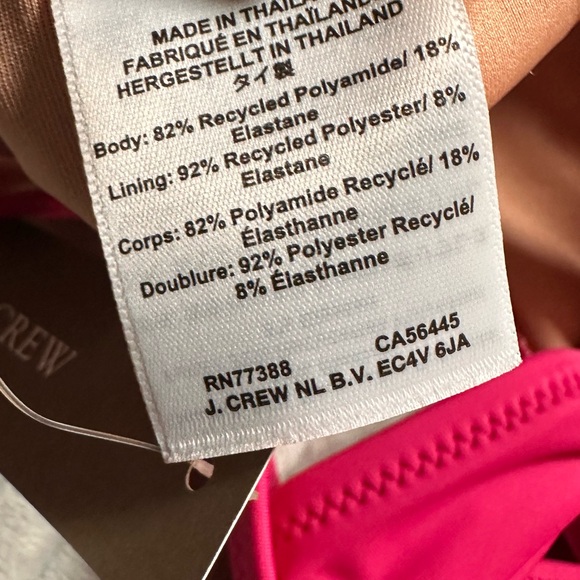 MADE IN THAILAND
FABRIQUÉ EN THAÏLAND
HERGESTELLT IN THAILAND
タイ製
Body: 82% Recycled Polyamide/ 18%
Elastane
Lining: 92% Recycled Polyester/ 8%
Elastane
Corps: 82% Polyamide Recyclé/ 18%
Élasthanne
Doublure: 92% Polyester Recyclé/
8% Élasthanne
RN77388 CA56445
J. CREW NL B.V. EC4V 6JA
CREW